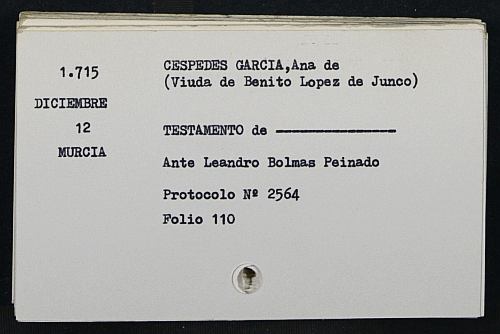 1.715
DICIEMBRE
12
MURCIA
CESPEDES GARCIA,Ana de
(Viuda de Benito Lopez de Junco)
TESTAMENTO de -----------------
Ante Leandro Bolmas Peinado
Protocolo Nº 2564
Folio 110